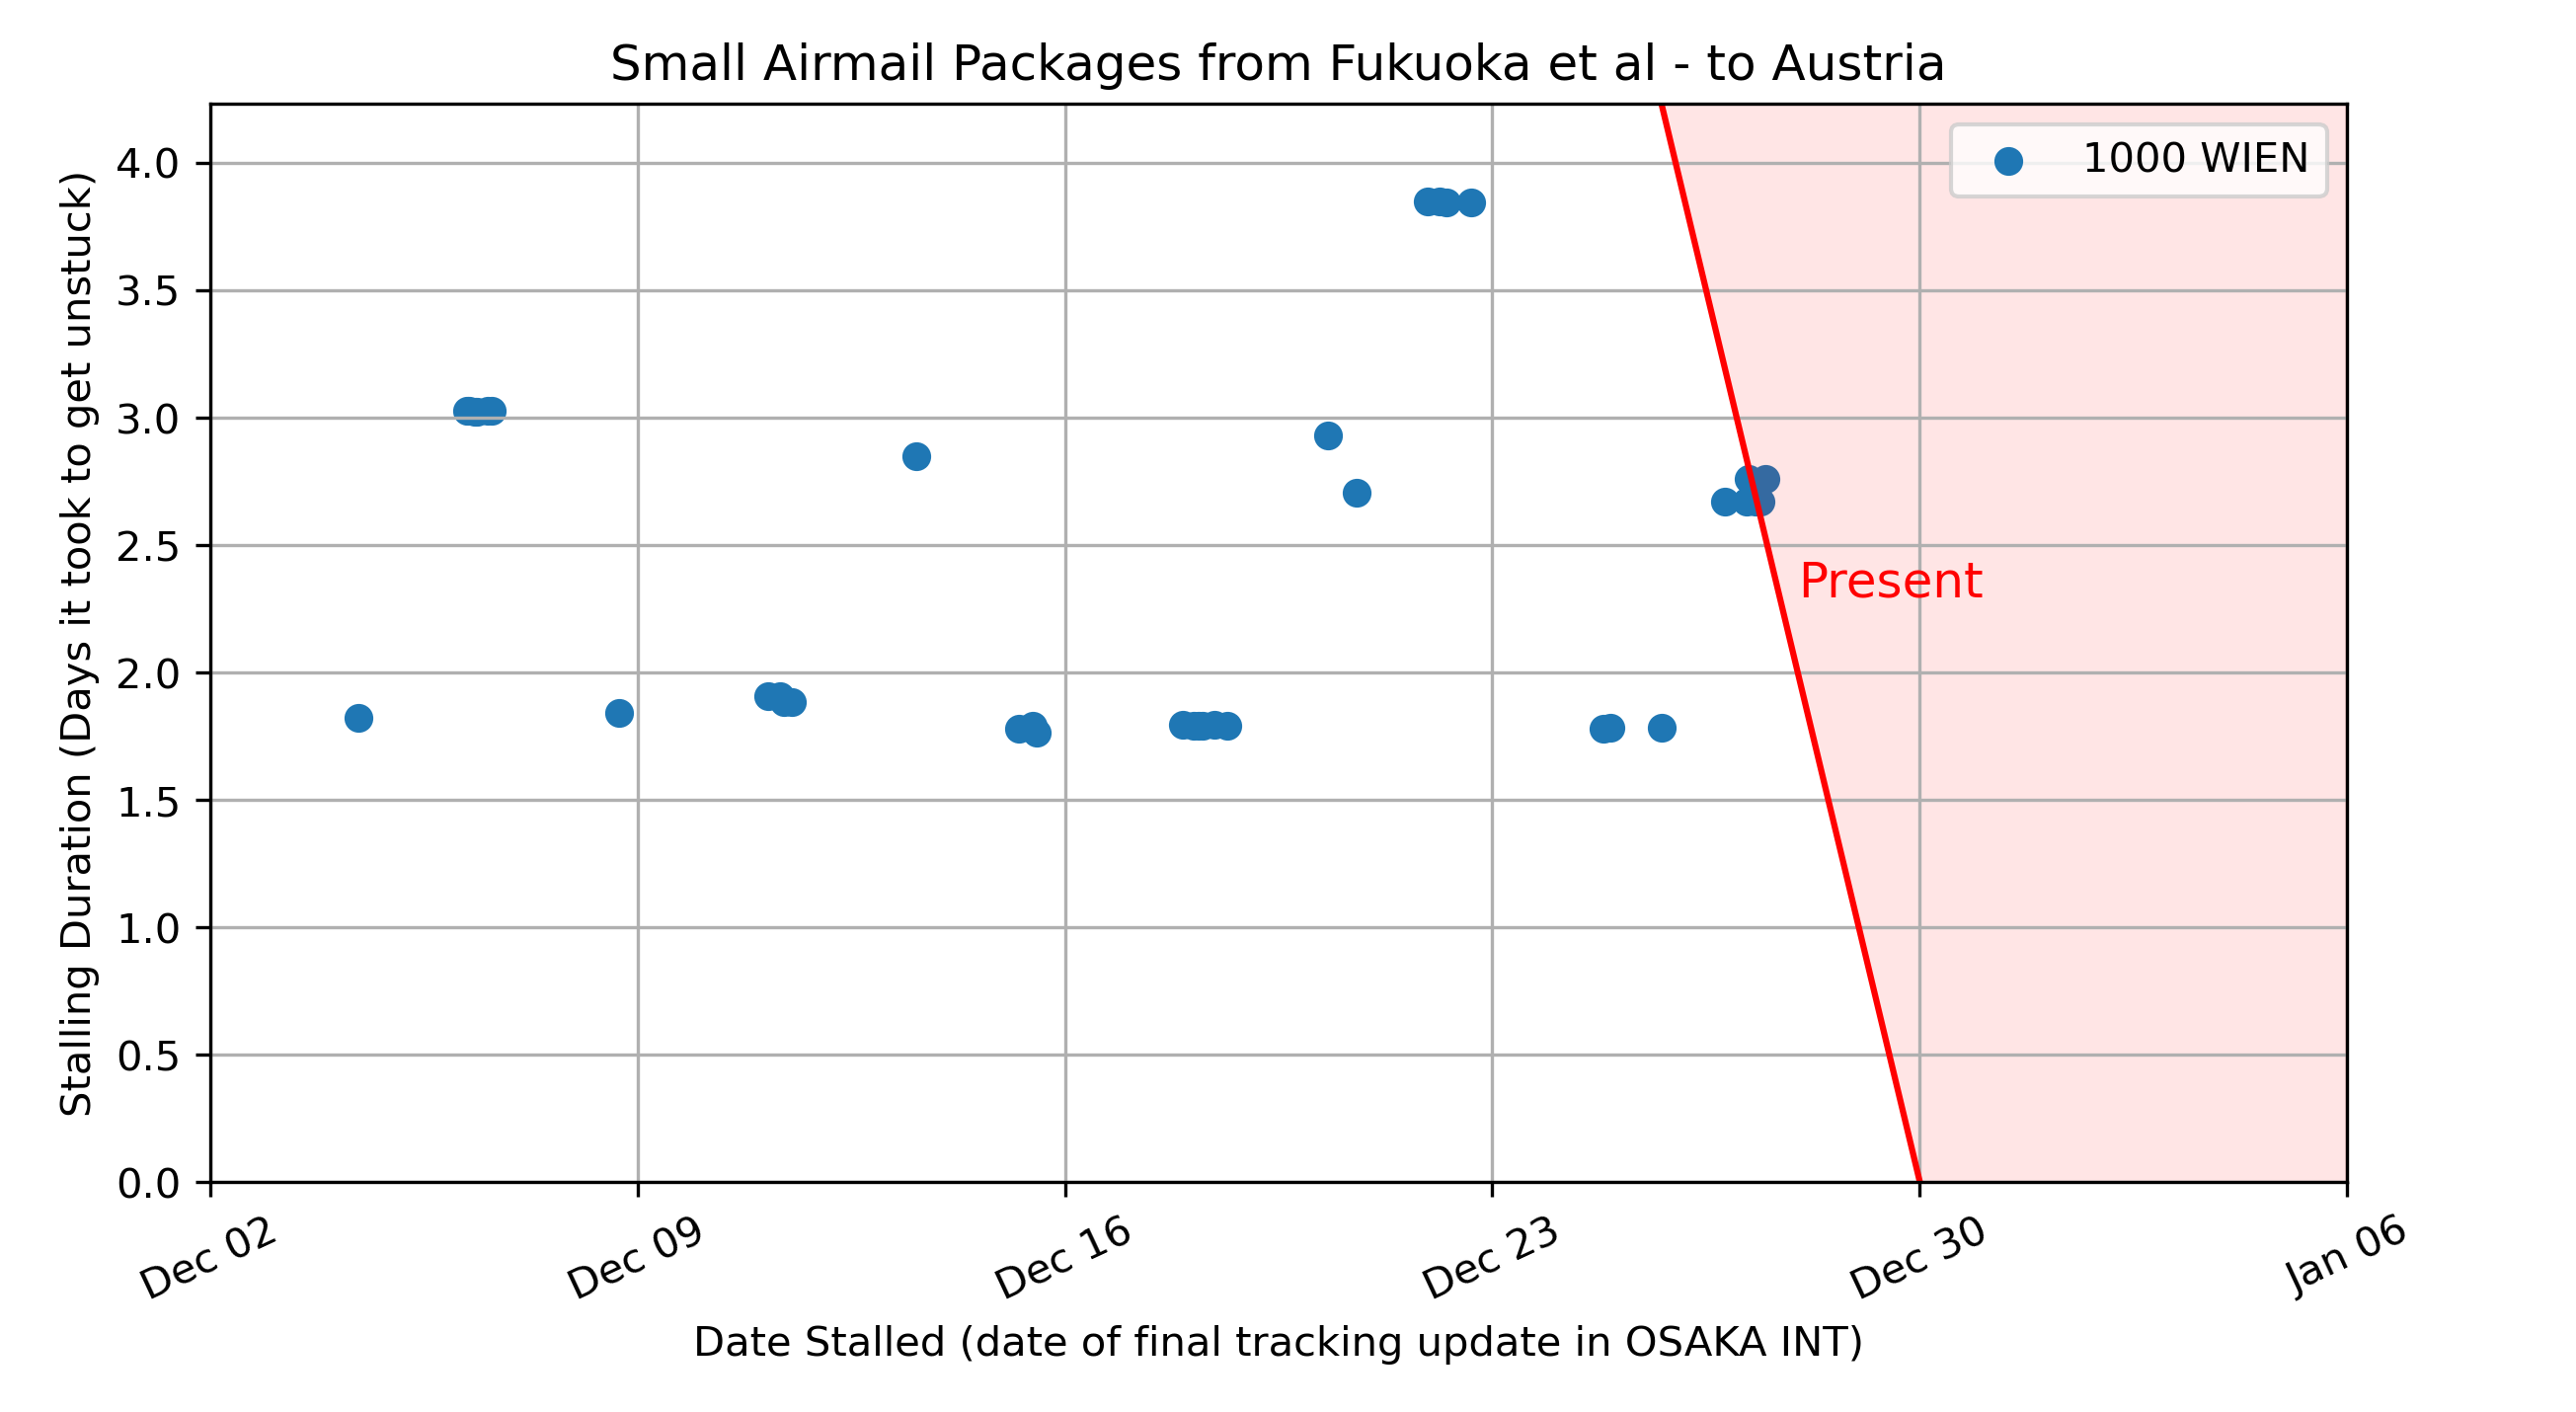 Small Airmail Packages from Fukuoka et al - to Austria
Stalling Duration (Days it took to get unstuck)
4.0
3.5
3.0
2.5
2.0
1.5
1.0
0.5
0.0
1000 WIEN
Present
Dec 02
Dec 09
Dec 16
Dec 23
Dec 30
Jan 06
Date Stalled (date of final tracking update in OSAKA INT)